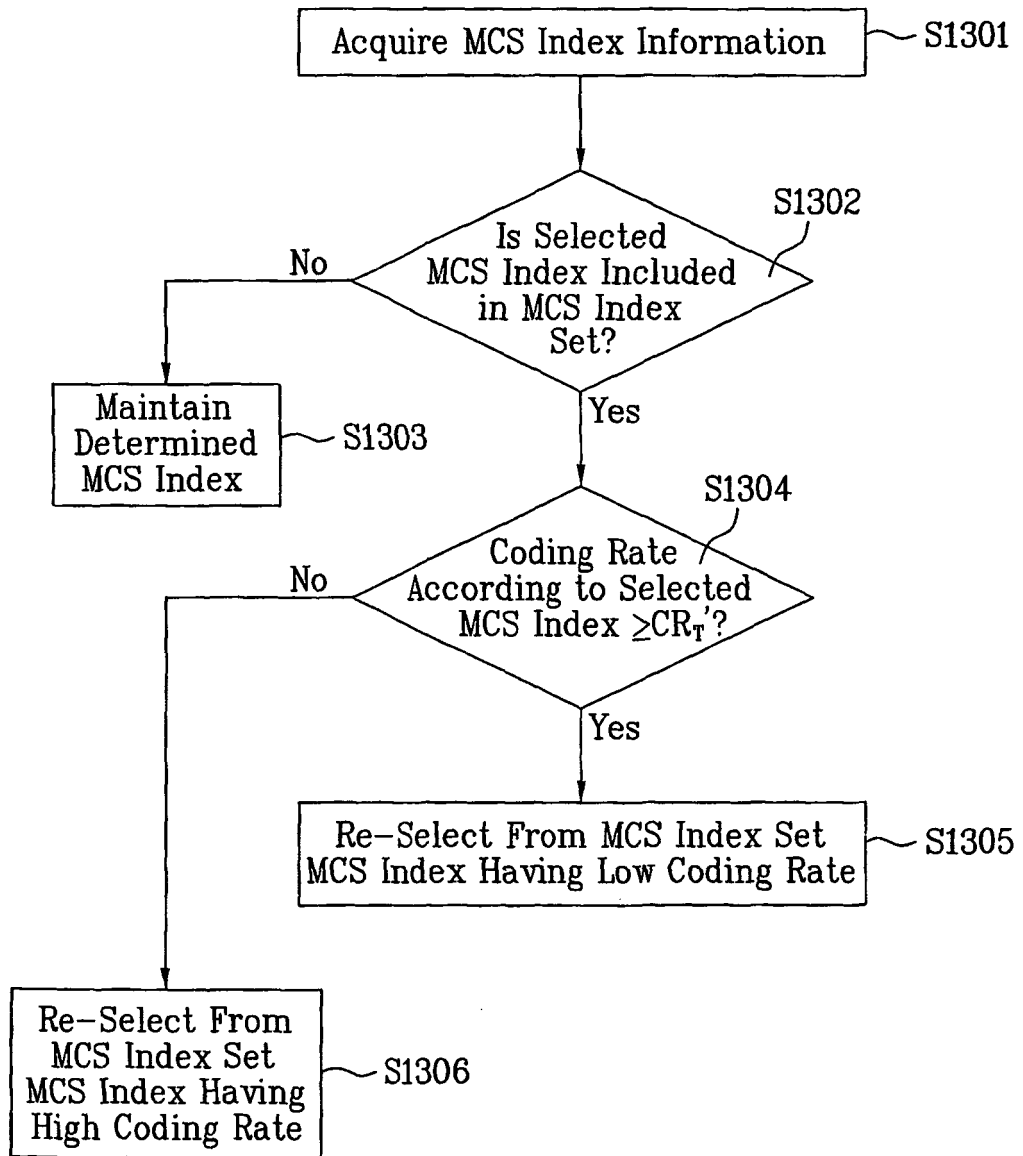 Acquire MCS Index Information
S1301
S1302
Is Selected
MCS Index Included
in MCS Index
Set?
No
Yes
Maintain
Determined
MCS Index
S1303
S1304
Coding Rate
According to Selected
MCS Index ≥CR_T'?
No
Yes
Re-Select From MCS Index Set
MCS Index Having Low Coding Rate
S1305
Re-Select From
MCS Index Set
MCS Index Having
High Coding Rate
S1306